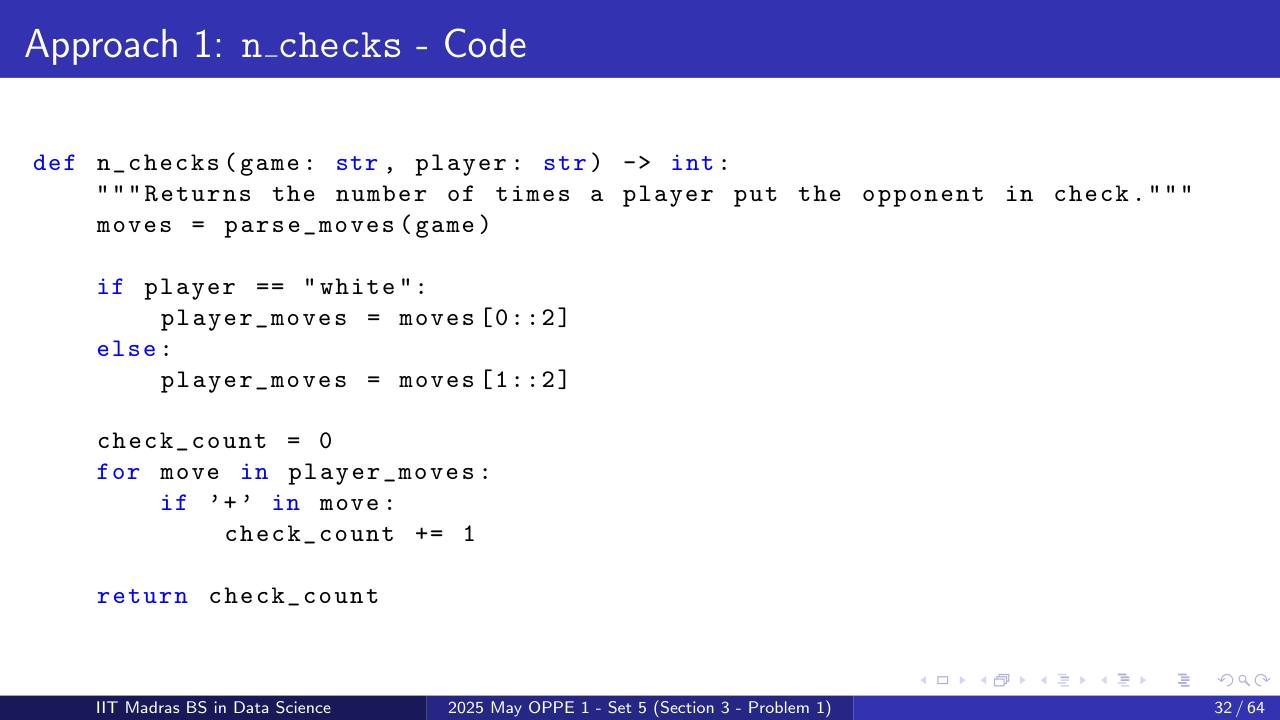 Approach 1: n_checks - Code
def n_checks(game: str, player: str) -> int:
    """Returns the number of times a player put the opponent in check."""
    moves = parse_moves(game)
    if player == "white":
        player_moves = moves[0::2]
    else:
        player_moves = moves[1::2]
    check_count = 0
    for move in player_moves:
        if '+' in move:
            check_count += 1
    return check_count
IIT Madras BS in Data Science
2025 May OPPE 1 - Set 5 (Section 3 - Problem 1)
32 / 64